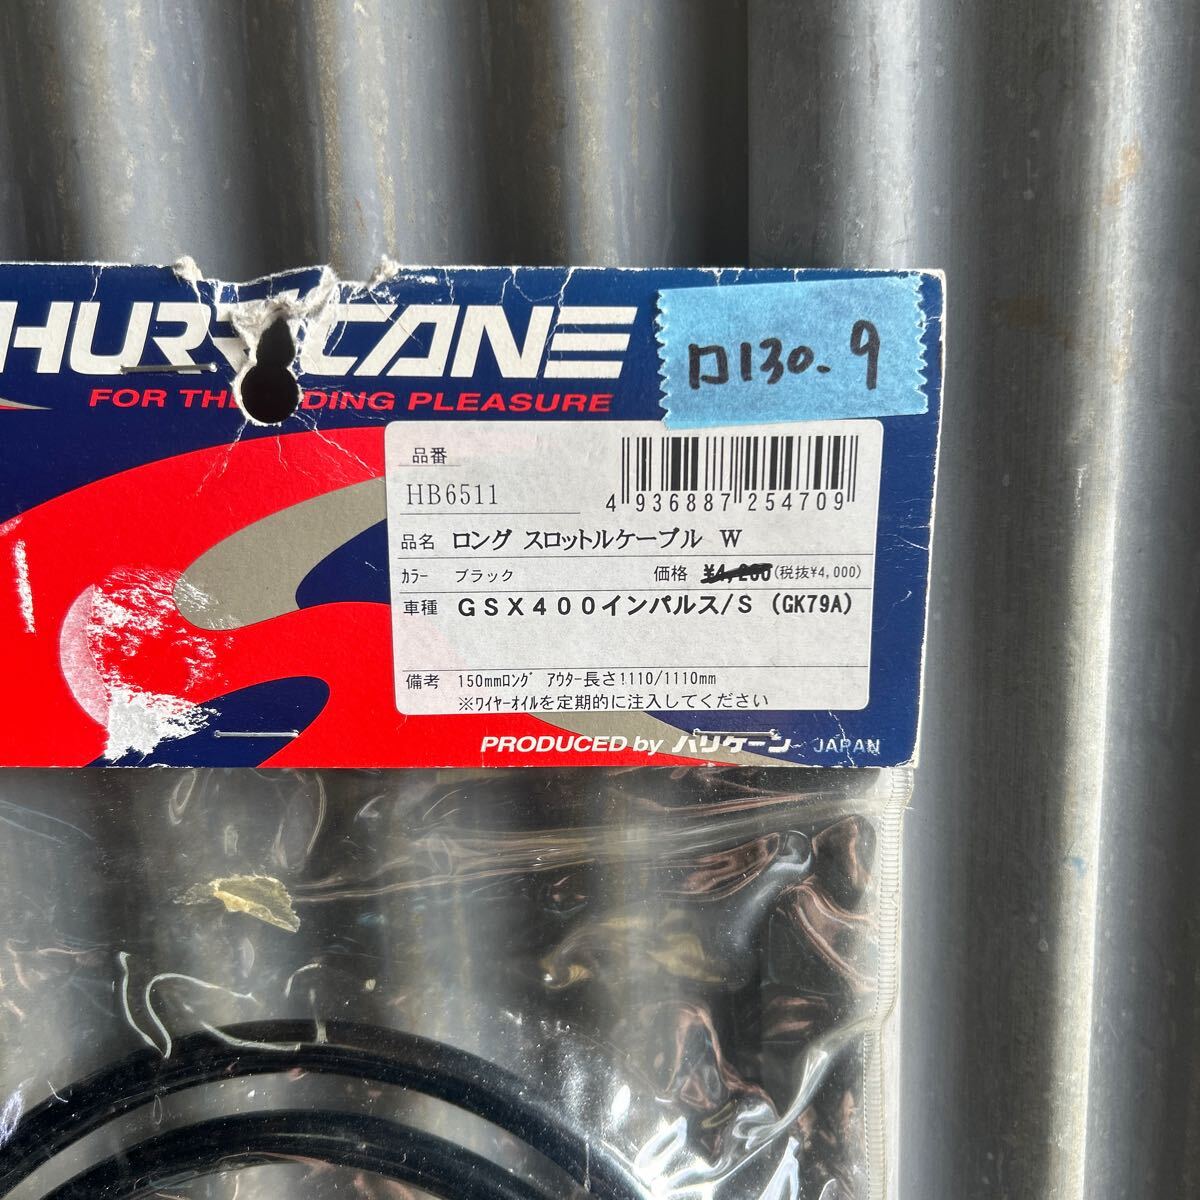 HURRICANE
FOR THE RIDING PLEASURE
ロ130.9
品番
HB6511
4 936887 254709
品名 ロング スロットルケーブル W
カラー ブラック 価格 ¥4,200(税抜¥4,000)
車種 GSX400インパルス/S (GK79A)
備考 150mmロング アウター長さ1110/1110mm
※ワイヤーオイルを定期的に注入してください
PRODUCED by ハリケーン JAPAN